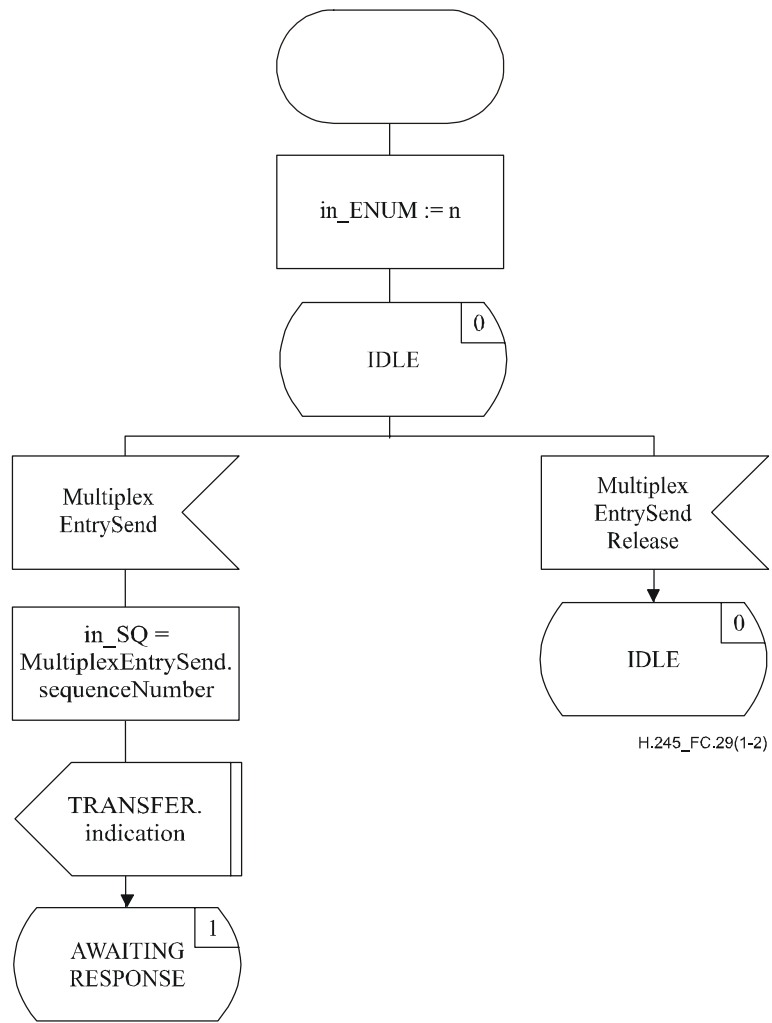 in_ENUM := n
0
IDLE
Multiplex
EntrySend
Multiplex
EntrySend
Release
in_SQ =
MultiplexEntrySend.
sequenceNumber
0
IDLE
H.245_FC.29(1-2)
TRANSFER.
indication
1
AWAITING
RESPONSE